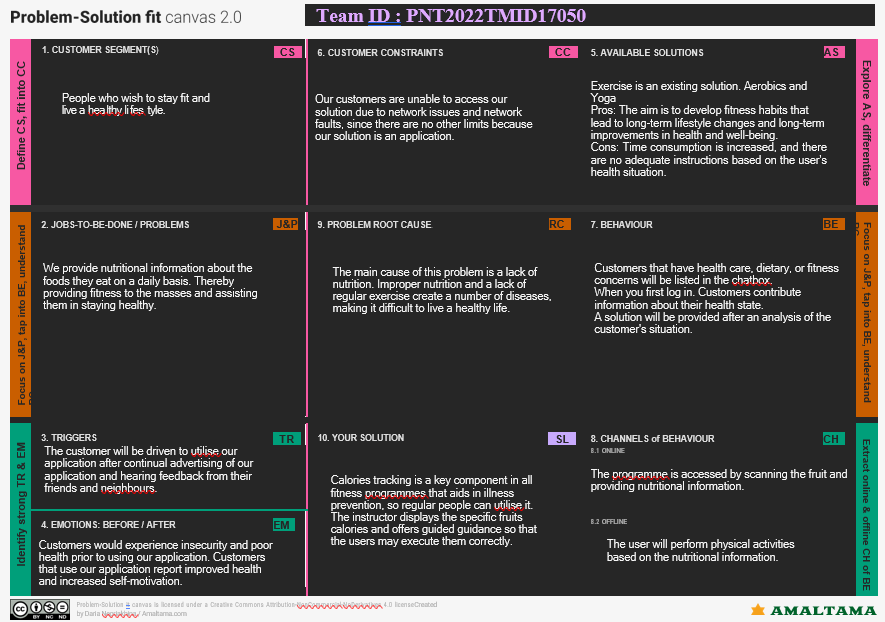 Problem-Solution fit canvas 2.0
Team ID : PNT2022TMID17050
Define CS, fit into CC
1. CUSTOMER SEGMENT(S)
CS
People who wish to stay fit and
live a healthy lifes tyle.
6. CUSTOMER CONSTRAINTS
CC
Our customers are unable to access our
solution due to network issues and network
faults, since there are no other limits because
our solution is an application.
5. AVAILABLE SOLUTIONS
AS
Exercise is an existing solution. Aerobics and
Yoga
Pros: The aim is to develop fitness habits that
lead to long-term lifestyle changes and long-term
improvements in health and well-being.
Cons: Time consumption is increased, and there
are no adequate instructions based on the user's
health situation.
Explore AS, differentiate
Focus on J&P, tap into BE, understand
2. JOBS-TO-BE-DONE / PROBLEMS
J&P
We provide nutritional information about the
foods they eat on a daily basis. Thereby
providing fitness to the masses and assisting
them in staying healthy.
9. PROBLEM ROOT CAUSE
RC
The main cause of this problem is a lack of
nutrition. Improper nutrition and a lack of
regular exercise create a number of diseases,
making it difficult to live a healthy life.
7. BEHAVIOUR
BE
Customers that have health care, dietary, or fitness
concerns will be listed in the chatbox.
When you first log in. Customers contribute
information about their health state.
A solution will be provided after an analysis of the
customer's situation.
Focus on J&P, tap into BE, understand
Identify strong TR & EM
3. TRIGGERS
TR
The customer will be driven to utilise our
application after continual advertising of our
application and hearing feedback from their
friends and neighbours.
4. EMOTIONS: BEFORE / AFTER
EM
Customers would experience insecurity and poor
health prior to using our application. Customers
that use our application report improved health
and increased self-motivation.
10. YOUR SOLUTION
SL
Calories tracking is a key component in all
fitness programmes that aids in illness
prevention, so regular people can utilise it.
The instructor displays the specific fruits
calories and offers guided guidance so that
the users may execute them correctly.
8. CHANNELS of BEHAVIOUR
CH
8.1 ONLINE
The programme is accessed by scanning the fruit and
providing nutritional information.
8.2 OFFLINE
The user will perform physical activities
based on the nutritional information.
Extract online & offline CH of BE
CC
BY NC ND
Problem-Solution canvas is licensed under a Creative Commons 4.0 licenseCreated
by Daria / Amaltama.com
AMALTAMA